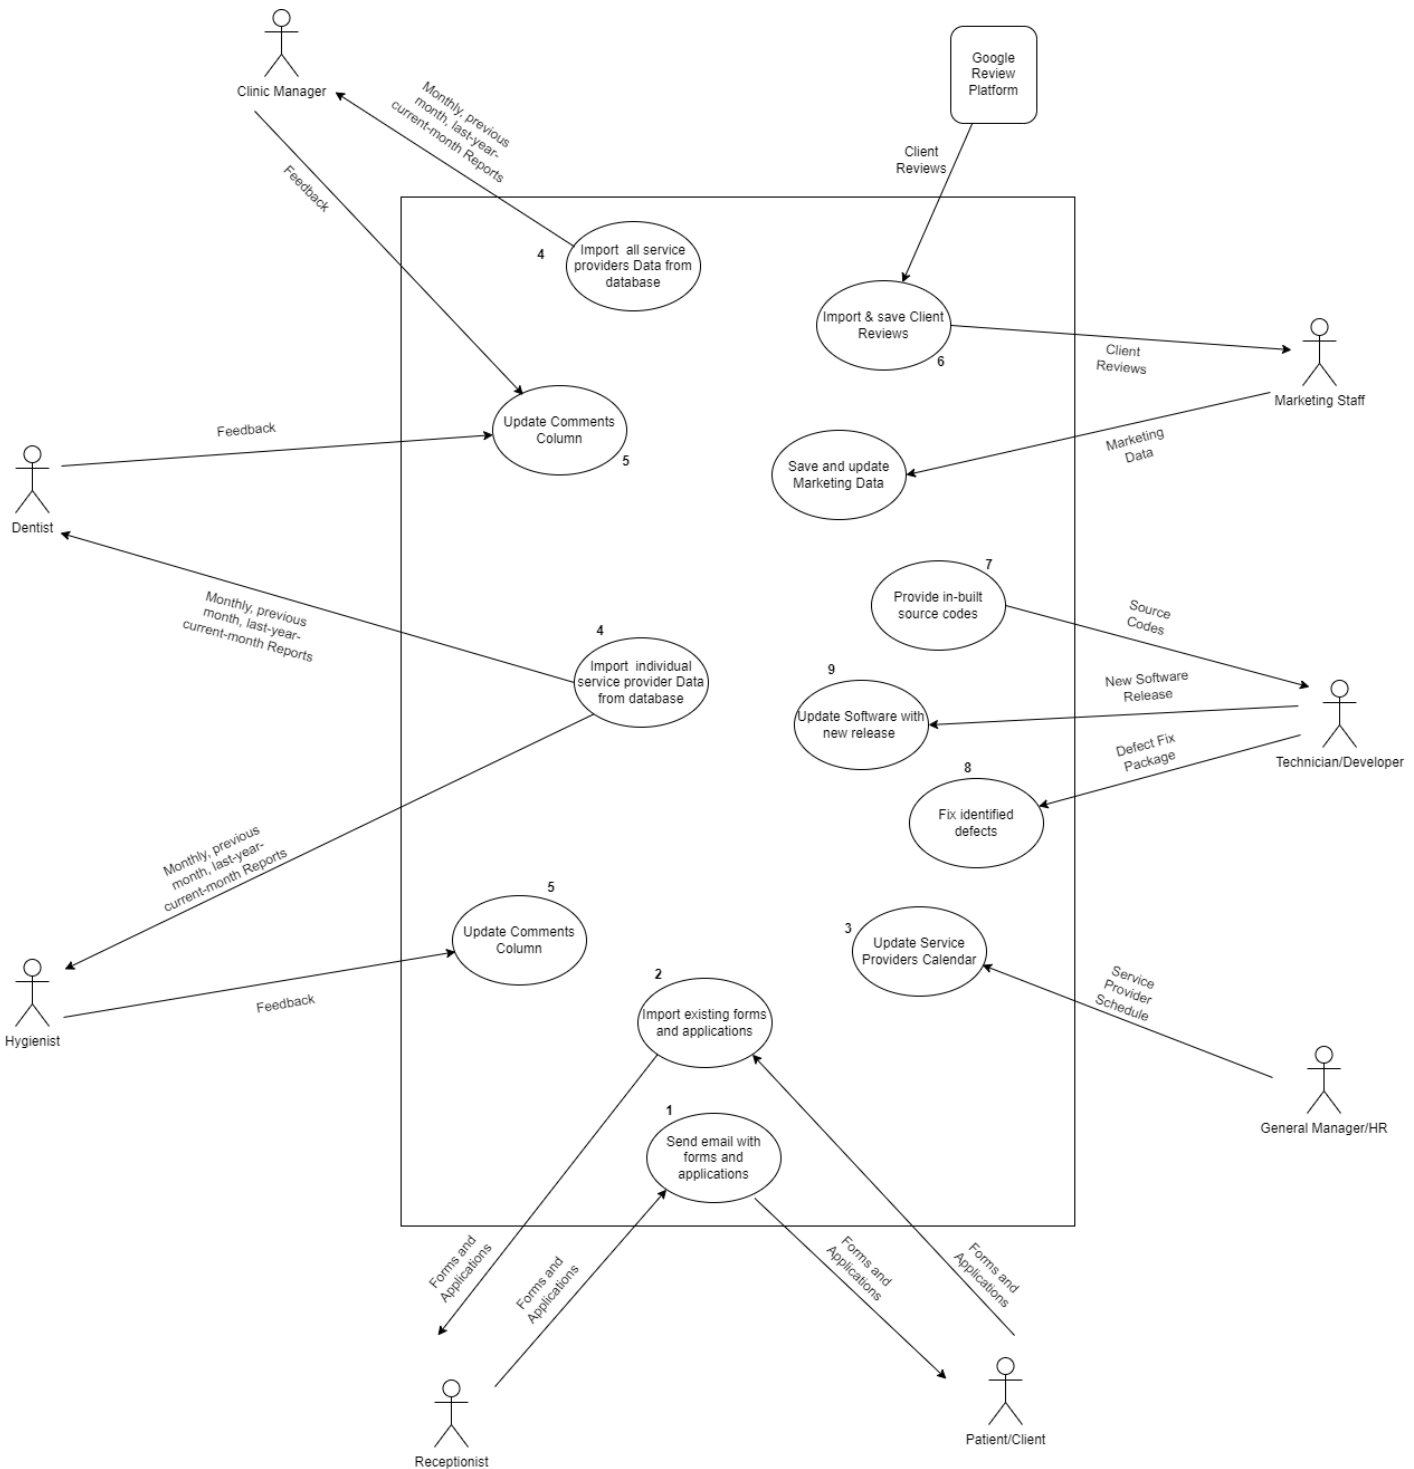 Clinic Manager
Google
Review
Platform
Monthly, previous
month, last-year-
current-month Reports
Client
Reviews
Feedback
4
Import  all service
providers Data from
database
Import & save Client
Reviews
6
Client
Reviews
Marketing Staff
Update Comments
Column
5
Feedback
Dentist
Marketing
Data
Save and update
Marketing Data
7
Provide in-built
source codes
Source
Codes
Monthly, previous
month, last-year-
current-month Reports
4
Import  individual
service provider Data
from database
9
Update Software with
new release
New Software
Release
Technician/Developer
Defect Fix
Package
8
Fix identified
defects
Monthly, previous
month, last-year-
current-month Reports
5
Update Comments
Column
3
Update Service
Providers Calendar
Service
Provider
Schedule
Hygienist
Feedback
2
Import existing forms
and applications
General Manager/HR
1
Send email with
forms and
applications
Forms and
Applications
Forms and
Applications
Forms and
Applications
Forms and
Applications
Receptionist
Patient/Client